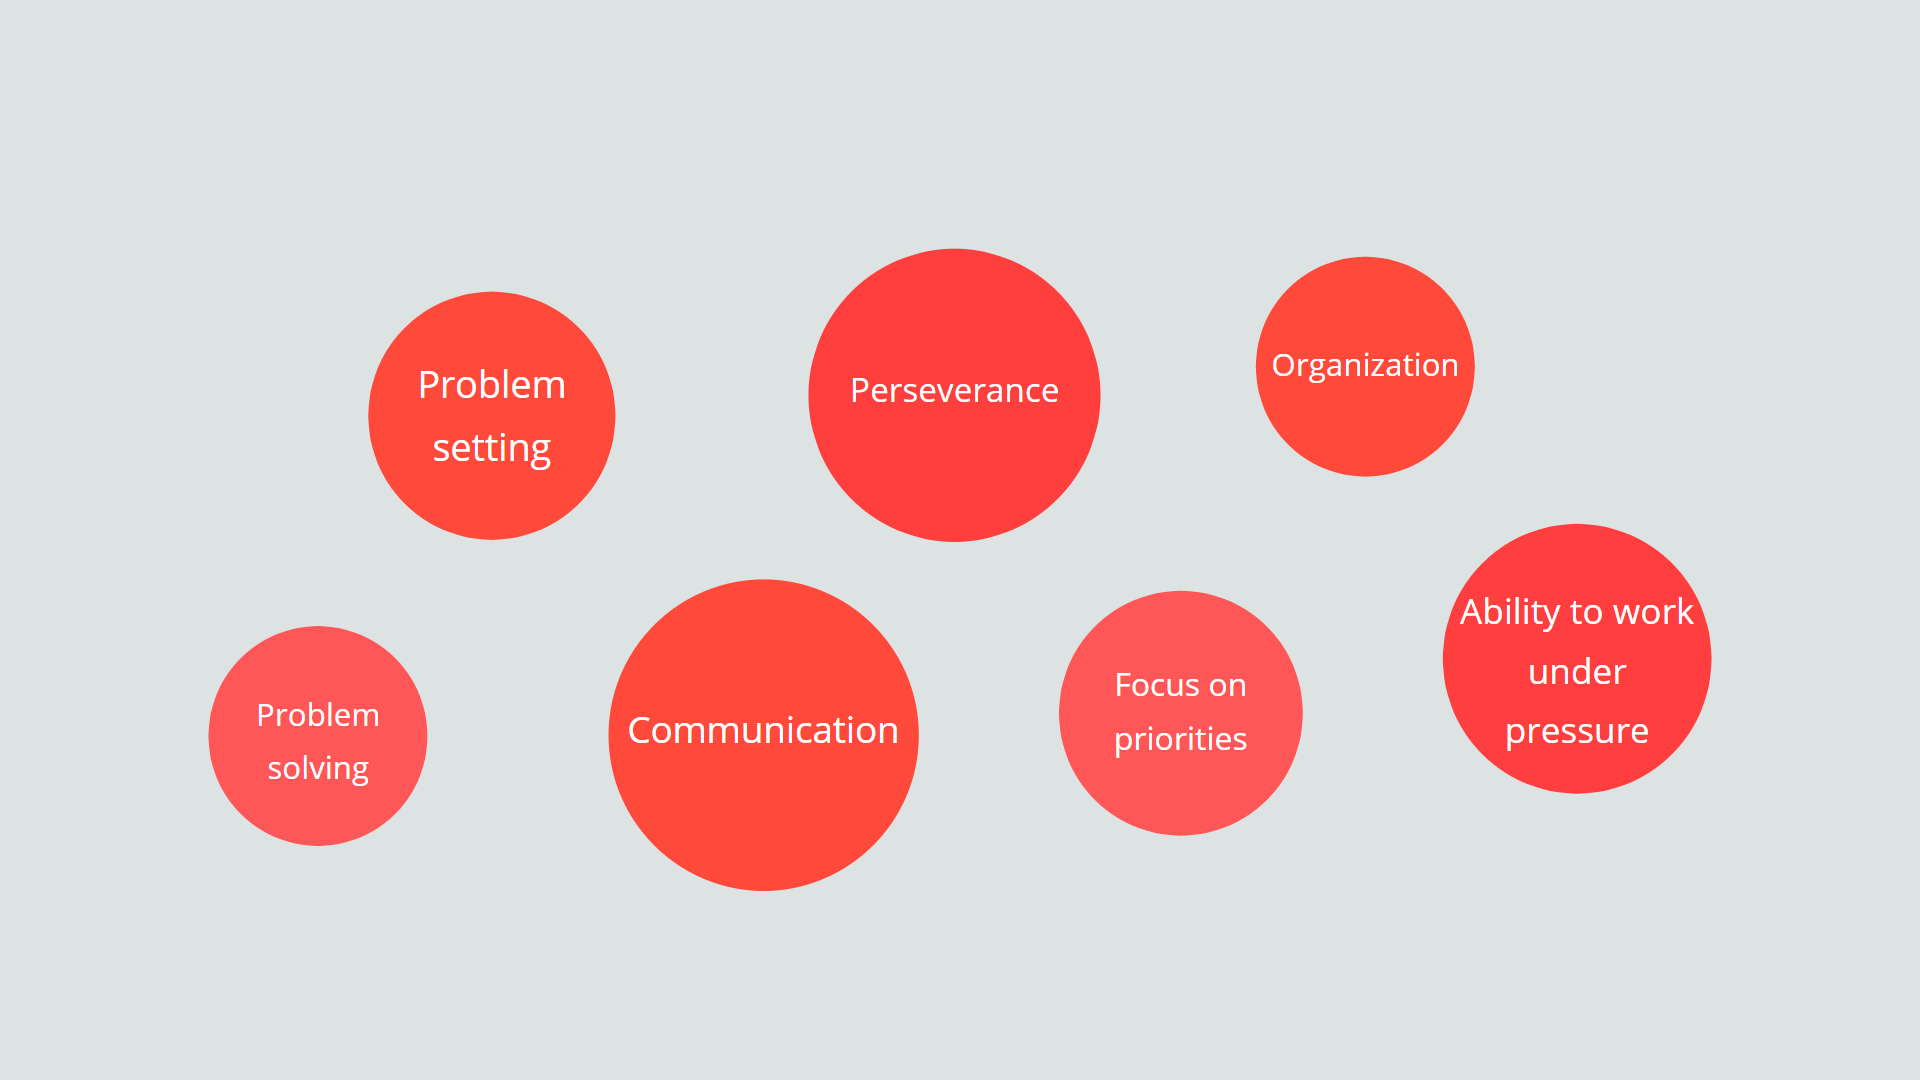 Problem
setting
Perseverance
Organization
Problem
solving
Communication
Focus on
priorities
Ability to work
under
pressure